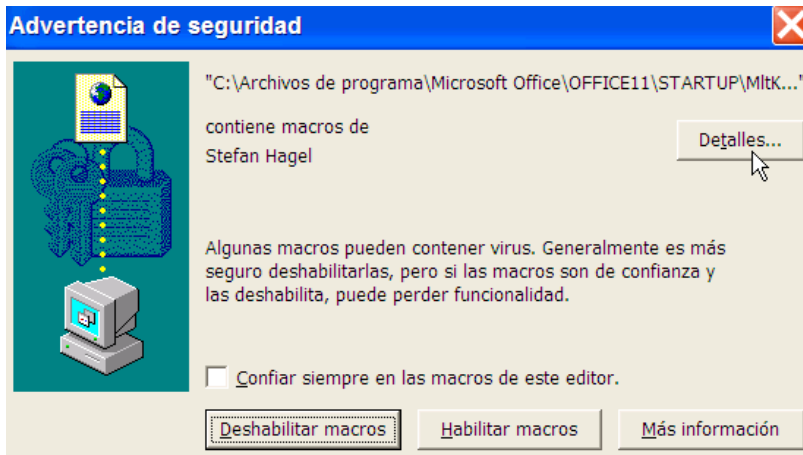 Advertencia de seguridad
"C:\Archivos de programa\Microsoft Office\OFFICE11\STARTUP\MltK..."
contiene macros de
Stefan Hagel
Detalles...
Algunas macros pueden contener virus. Generalmente es más
seguro deshabilitarlas, pero si las macros son de confianza y
las deshabilita, puede perder funcionalidad.
Confiar siempre en las macros de este editor.
Deshabilitar macros
Habilitar macros
Más información